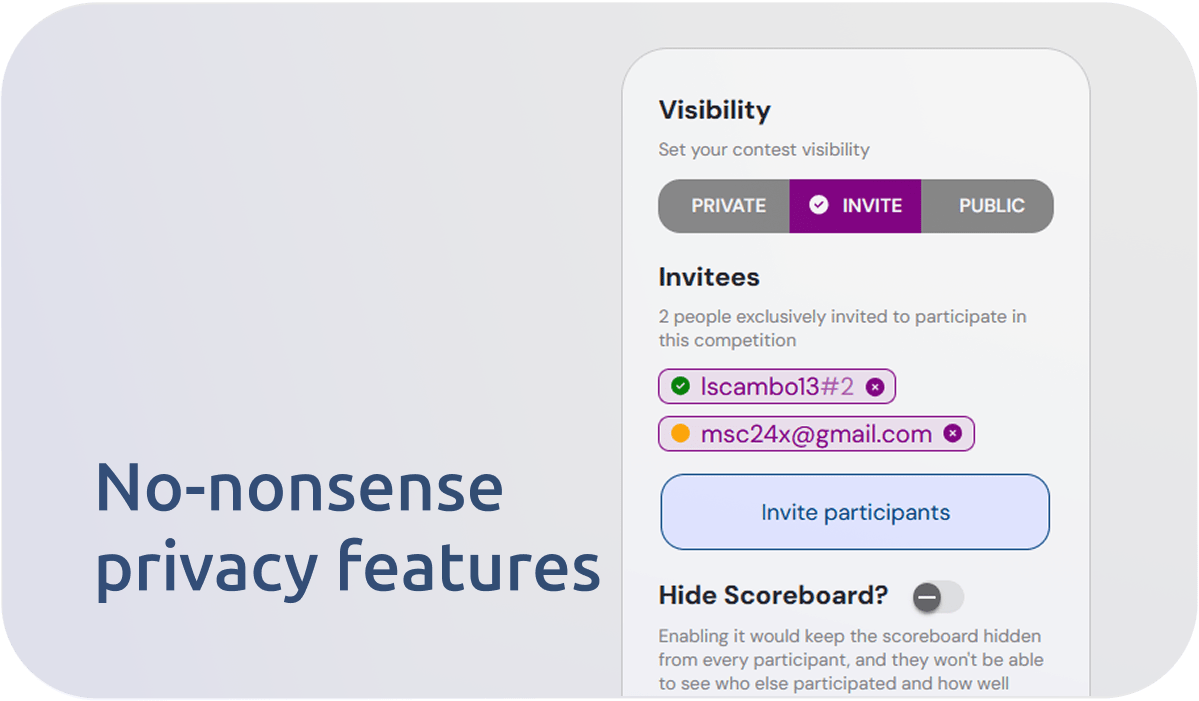 No-nonsense
privacy features
Visibility
Set your contest visibility
PRIVATE INVITE PUBLIC
Invitees
2 people exclusively invited to participate in
this competition
lscambo13#2
msc24x@gmail.com
Invite participants
Hide Scoreboard?
Enabling it would keep the scoreboard hidden
from every participant, and they won't be able
to see who else participated and how well